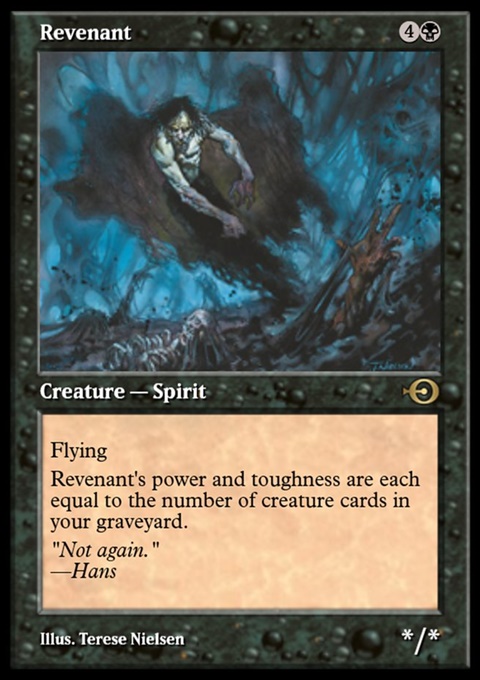 Revenant 4
Creature — Spirit
Flying
Revenant's power and toughness are each
equal to the number of creature cards in
your graveyard.
"Not again."
—Hans
Illus. Terese Nielsen
*/*